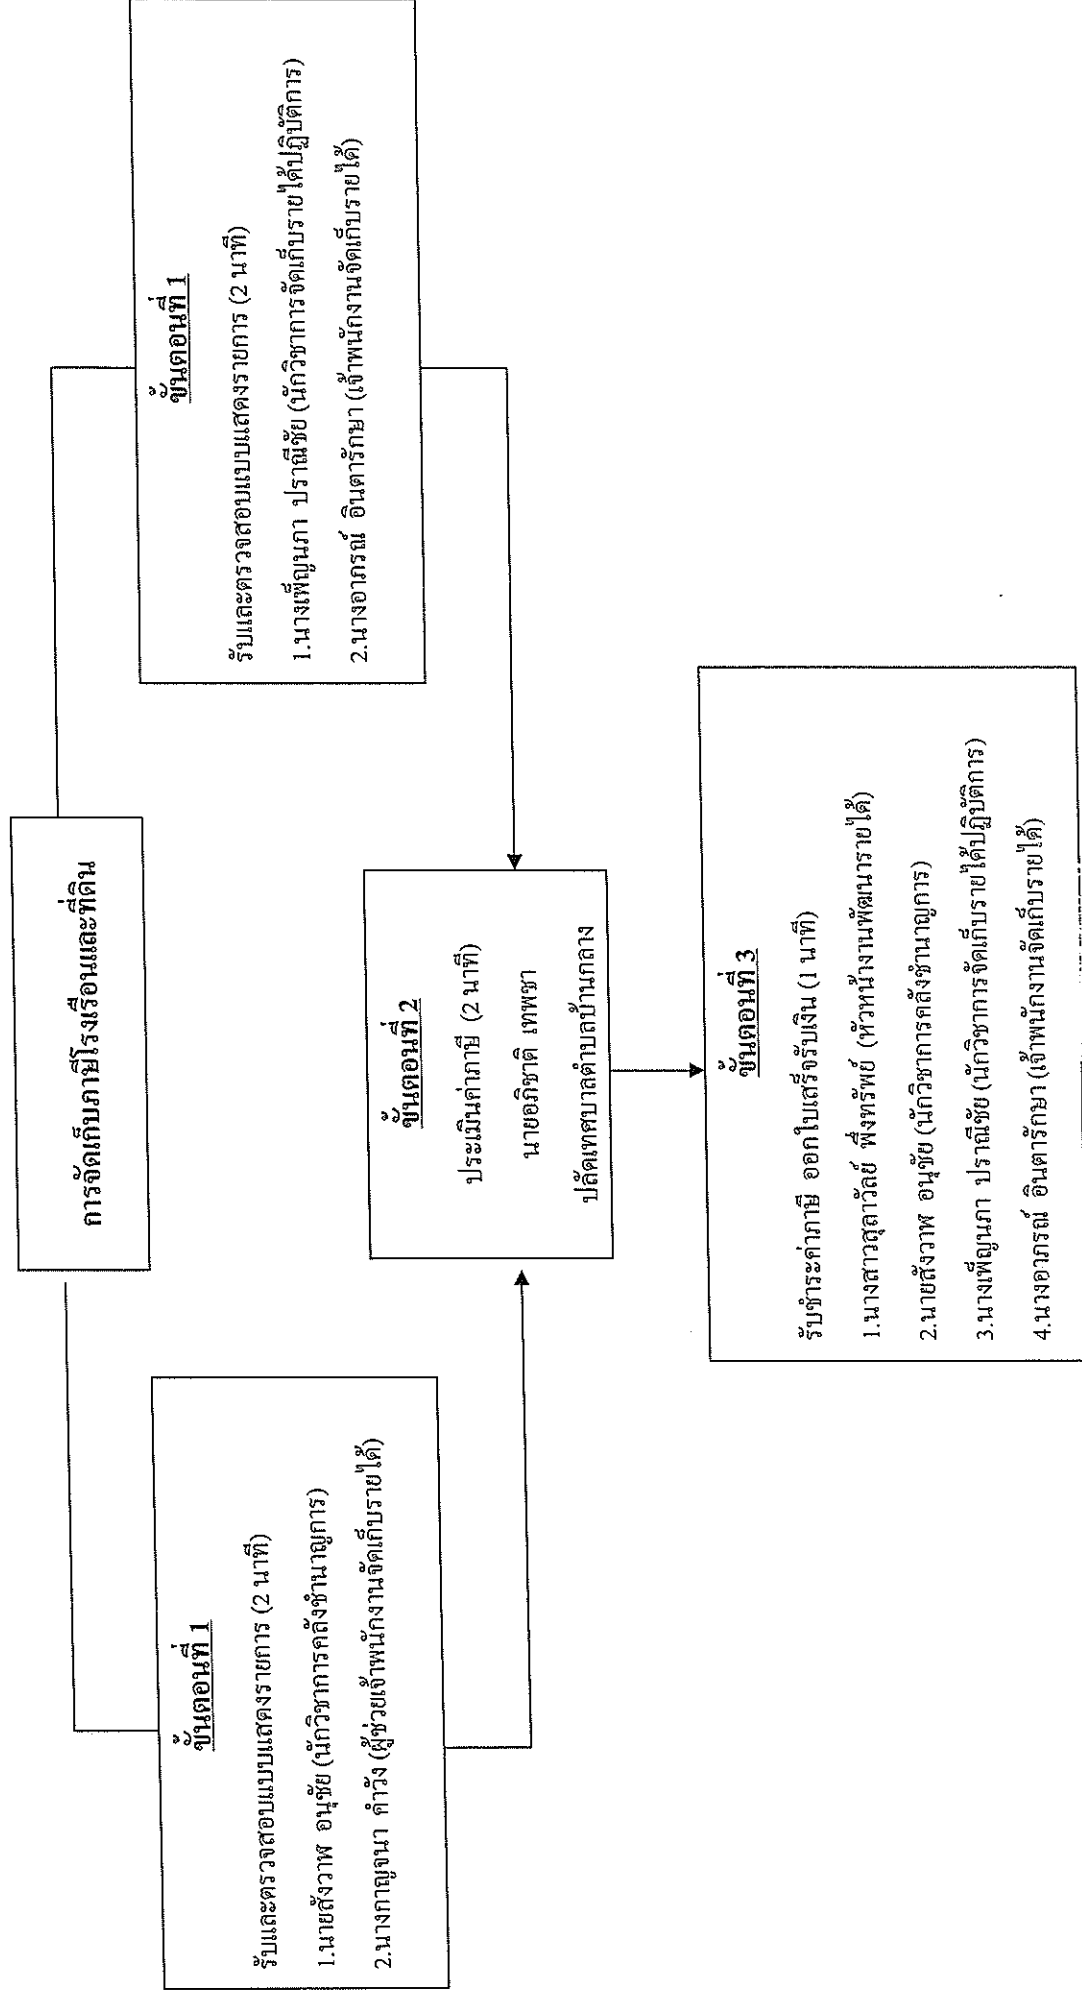 การจัดเก็บภาษีโรงเรือนและที่ดิน
ขั้นตอนที่ 1
รับและตรวจสอบแบบแสดงรายการ (2 นาที)
1.นายสังวาฬ อนุชัย (นักวิชาการคลังชำนาญการ)
2.นางกาญจนา คำวัง (ผู้ช่วยเจ้าพนักงานจัดเก็บรายได้)
ขั้นตอนที่ 1
รับและตรวจสอบแบบแสดงรายการ (2 นาที)
1.นางเพ็ญนภา ปราณีชัย (นักวิชาการจัดเก็บรายได้ปฏิบัติการ)
2.นางอาภรณ์ อินตารักษา (เจ้าพนักงานจัดเก็บรายได้)
ขั้นตอนที่ 2
ประเมินค่าภาษี (2 นาที)
นายอภิชาติ เทพชา
ปลัดเทศบาลตำบลบ้านกลาง
ขั้นตอนที่ 3
รับชำระค่าภาษี ออกใบเสร็จรับเงิน (1 นาที)
1.นางสาวสุลาวัลย์ พึ่งทรัพย์ (หัวหน้างานพัฒนารายได้)
2.นายสังวาฬ อนุชัย (นักวิชาการคลังชำนาญการ)
3.นางเพ็ญนภา ปราณีชัย (นักวิชาการจัดเก็บรายได้ปฏิบัติการ)
4.นางอาภรณ์ อินตารักษา (เจ้าพนักงานจัดเก็บรายได้)